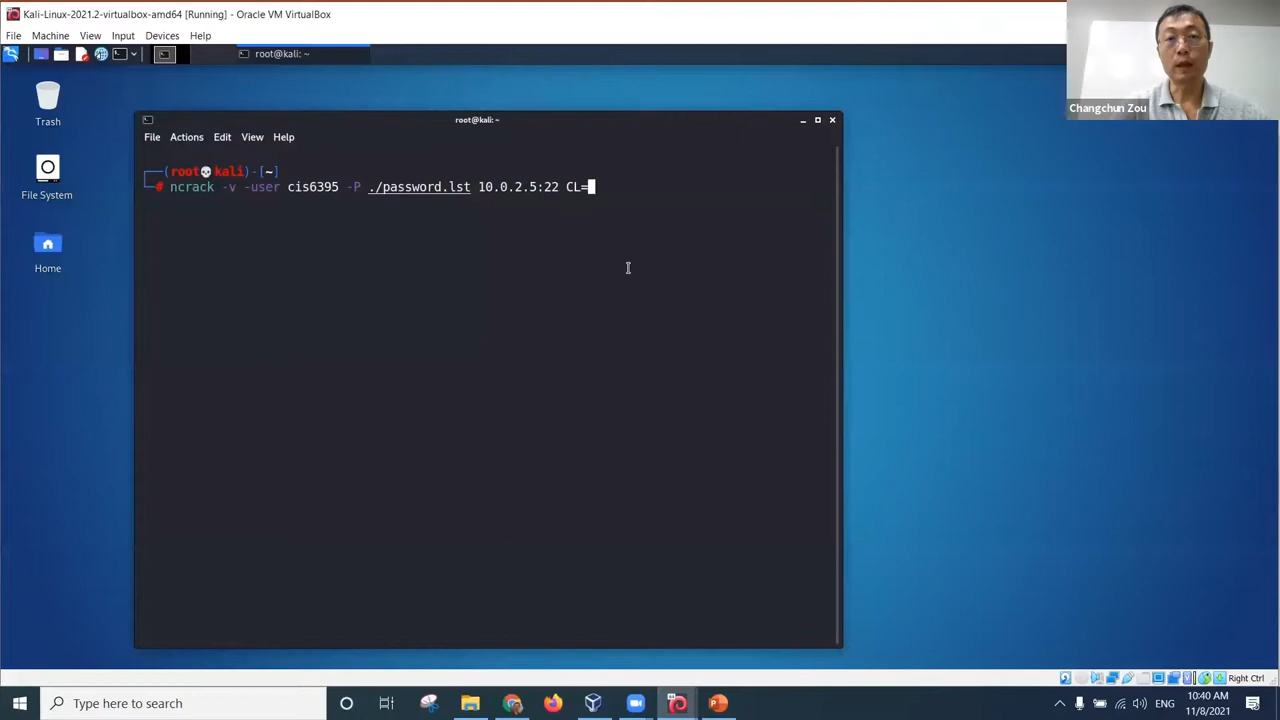 Kali-Linux-2021.2-virtualbox-amd64 [Running] - Oracle VM VirtualBox
File Machine View Input Devices Help
root@kali: ~
Changchun Zou
Trash
File System
Home
root@kali: ~
File Actions Edit View Help
┌──(root💀kali)-[~]
└─# ncrack -v -user cis6395 -P ./password.lst 10.0.2.5:22 CL=
Right Ctrl
Type here to search
ENG
10:40 AM
11/8/2021